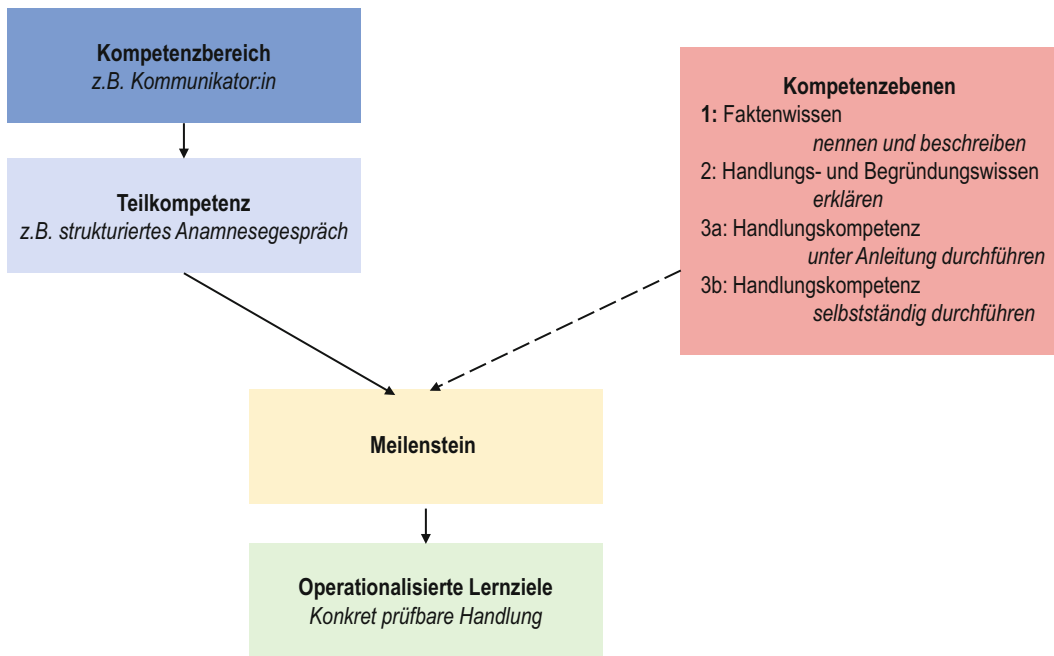 Kompetenzbereich
z.B. Kommunikator:in
Teilkompetenz
z.B. strukturiertes Anamnesegespräch
Kompetenzebenen
1: Faktenwissen
nennen und beschreiben
2: Handlungs- und Begründungswissen
erklären
3a: Handlungskompetenz
unter Anleitung durchführen
3b: Handlungskompetenz
selbstständig durchführen
Meilenstein
Operationalisierte Lernziele
Konkret prüfbare Handlung